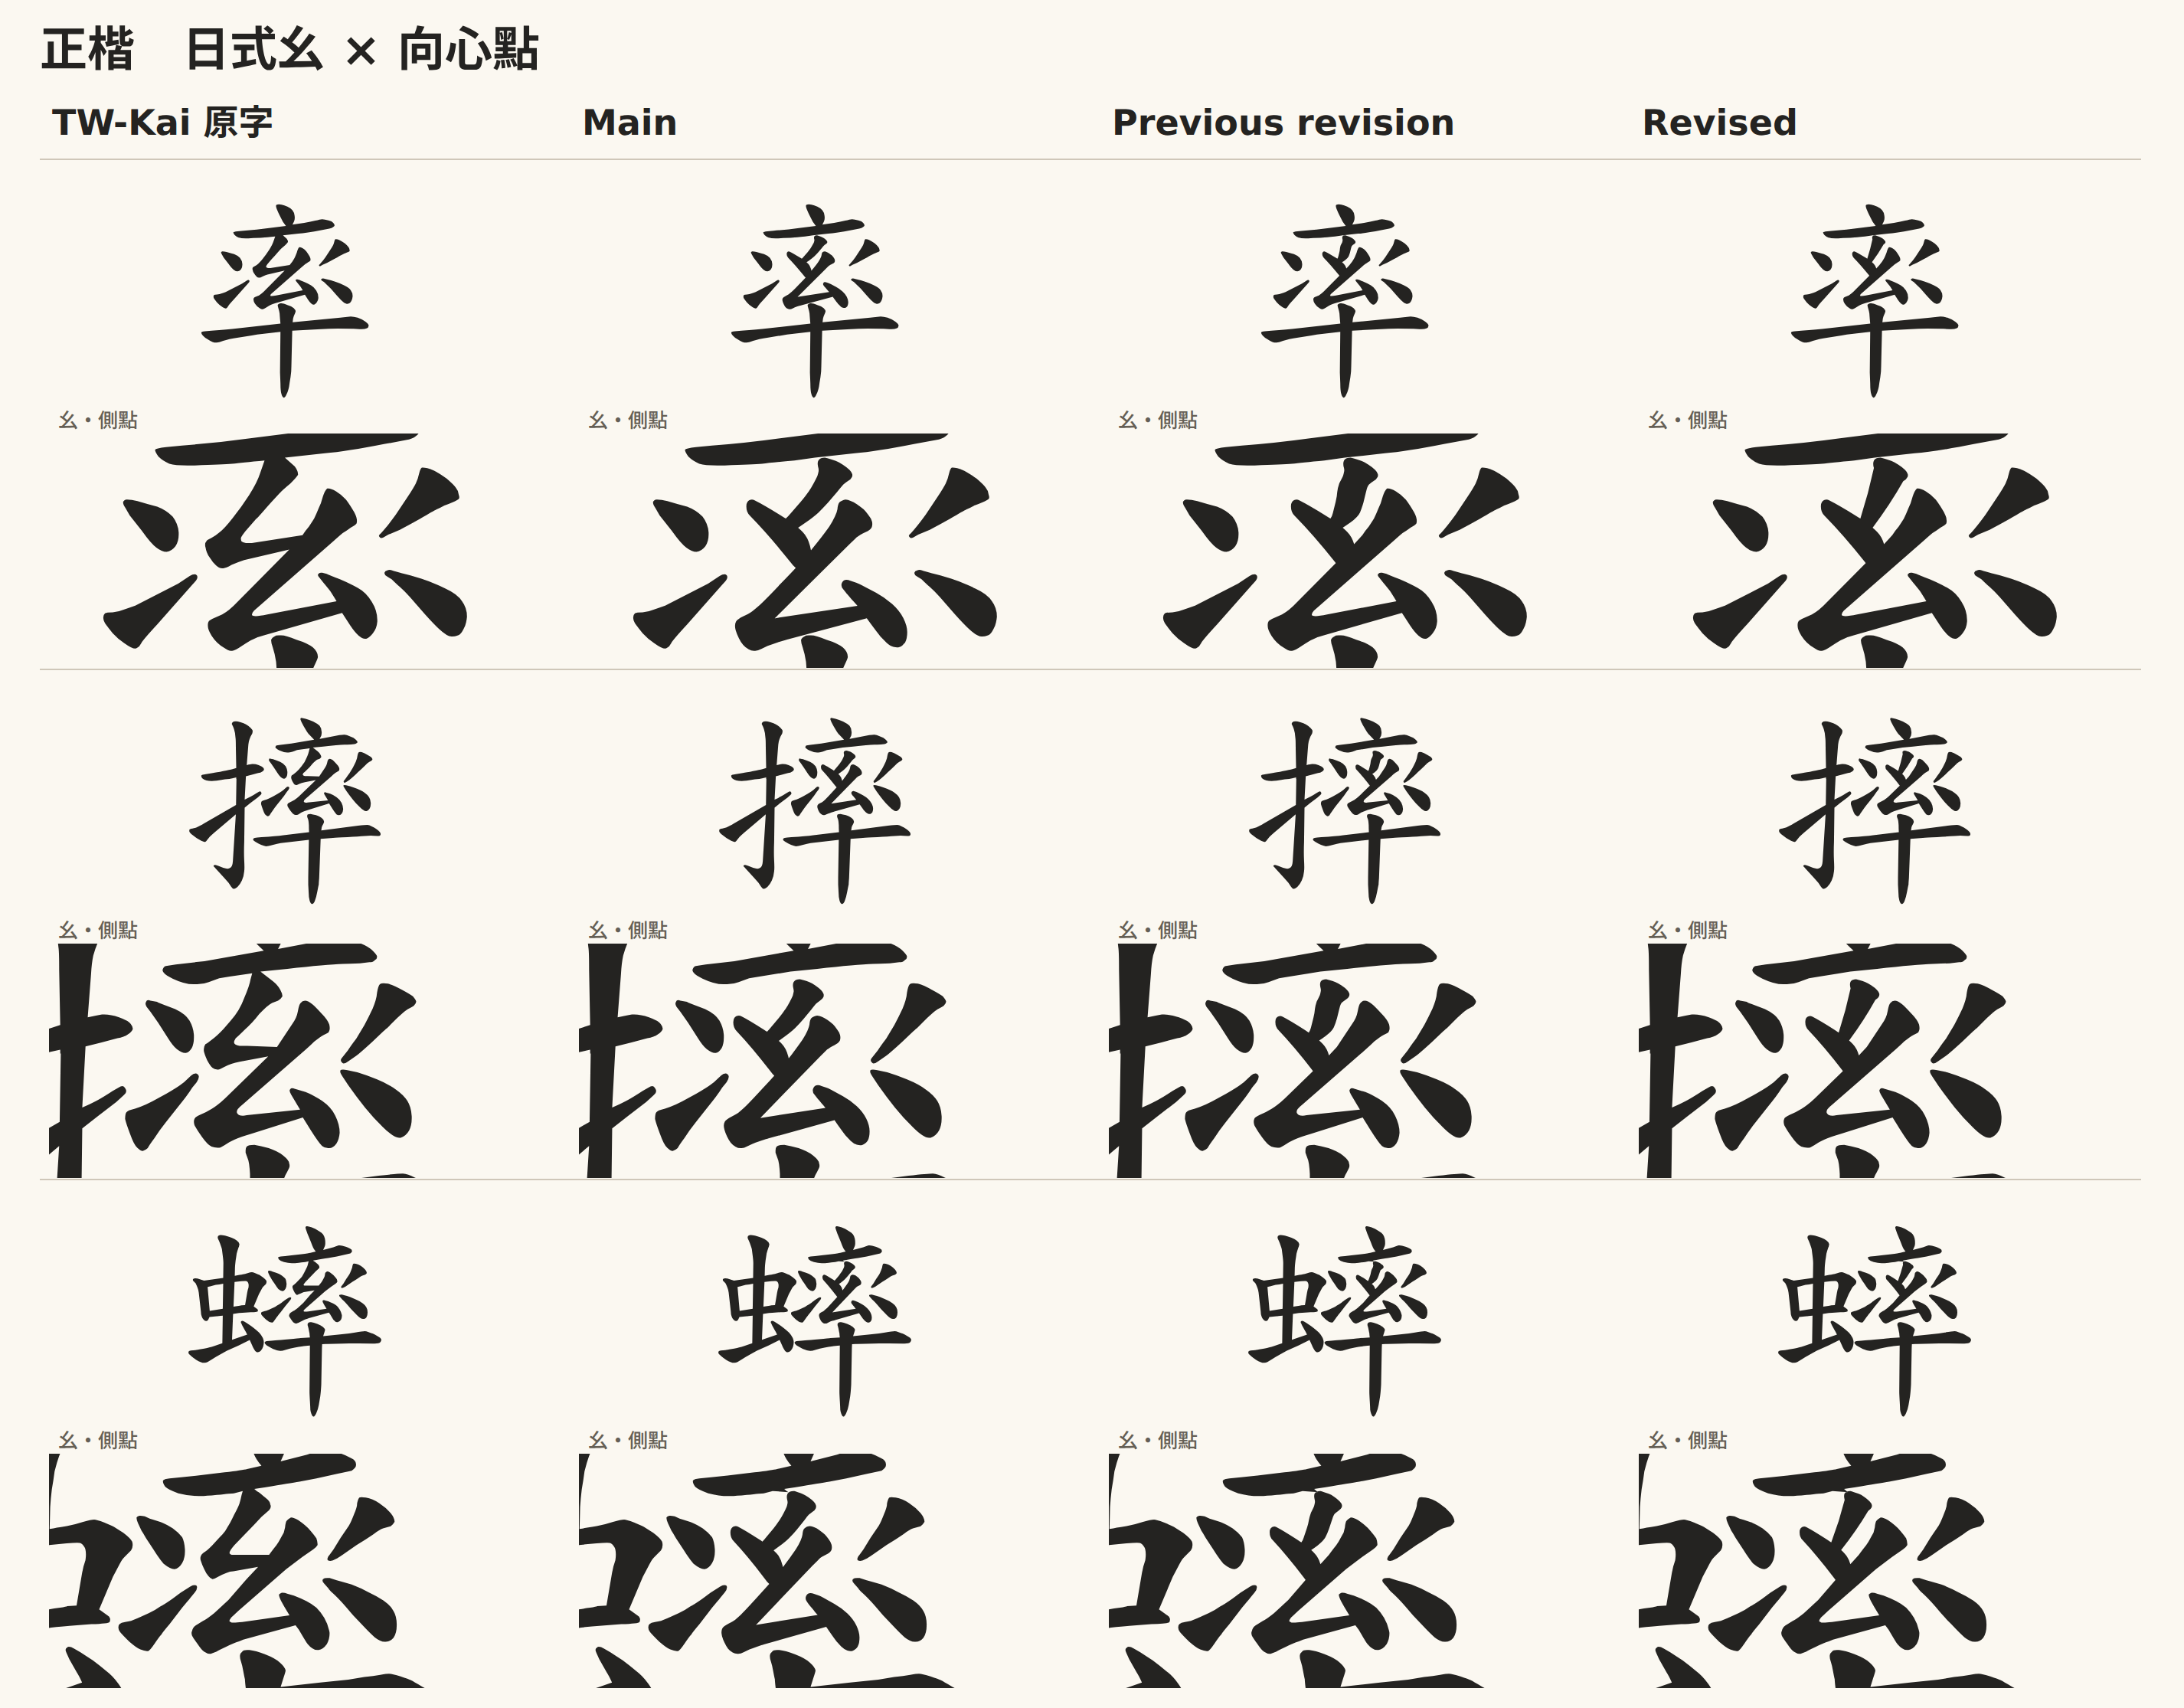 正楷　日式幺 × 向心點
TW-Kai 原字 Main Previous revision Revised
率 率 率 率
幺・側點 幺・側點 幺・側點 幺・側點
摔 摔 摔 摔
幺・側點 幺・側點 幺・側點 幺・側點
蟀 蟀 蟀 蟀
幺・側點 幺・側點 幺・側點 幺・側點